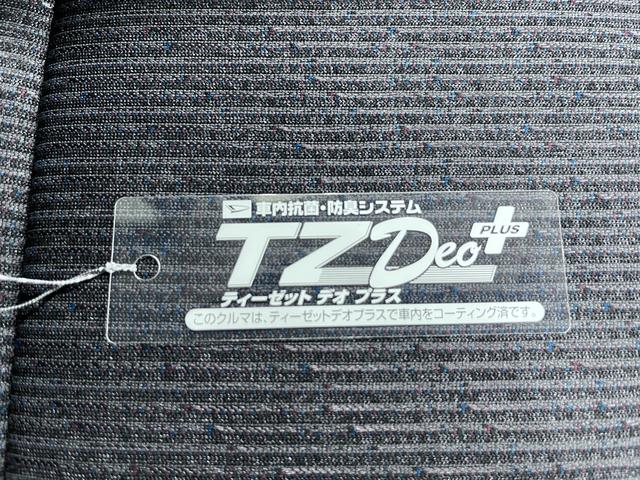 車内抗菌・防臭システム
TZ Deo PLUS
ティーゼット デオ プラス
このクルマは、ティーゼットデオプラスで車内をコーティング済です。